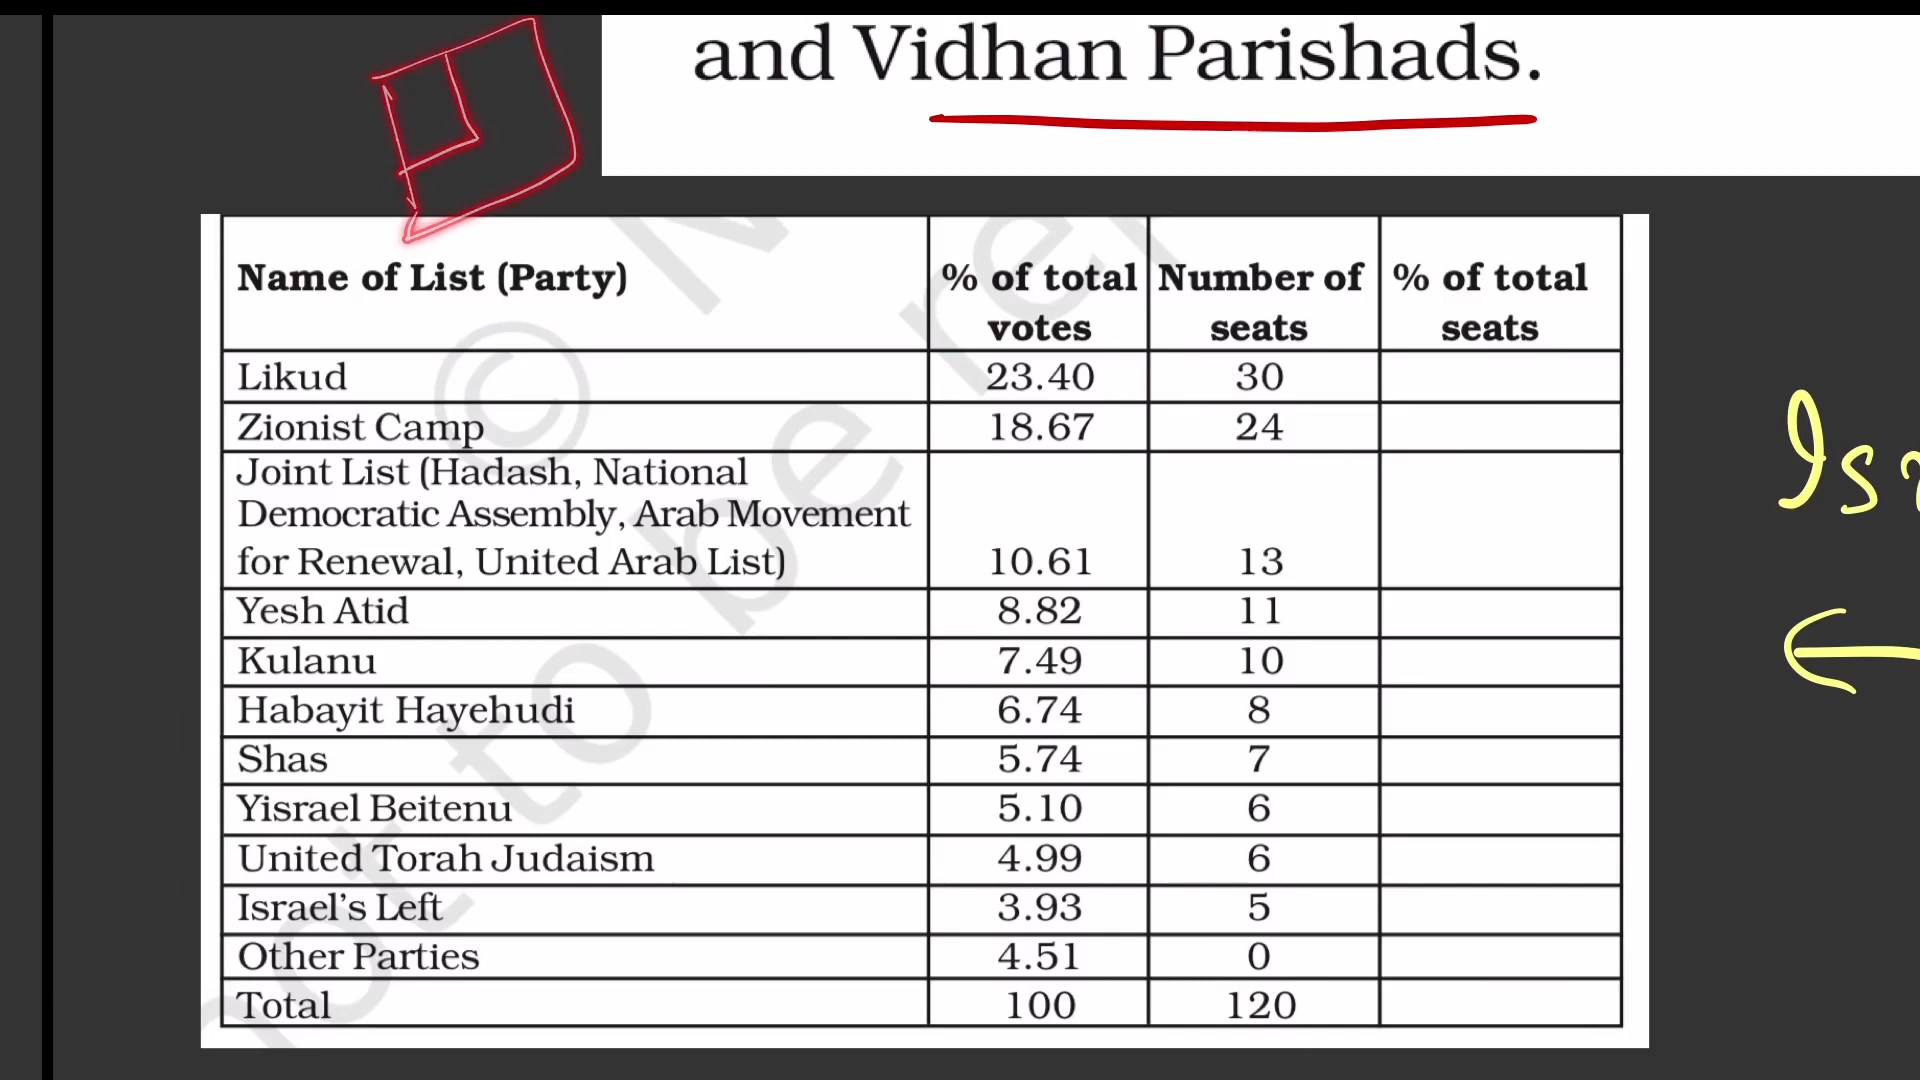 and Vidhan Parishads.
Name of List (Party) % of total votes Number of seats % of total seats
Likud 23.40 30
Zionist Camp 18.67 24
Joint List (Hadash, National
Democratic Assembly, Arab Movement
for Renewal, United Arab List) 10.61 13
Yesh Atid 8.82 11
Kulanu 7.49 10
Habayit Hayehudi 6.74 8
Shas 5.74 7
Yisrael Beitenu 5.10 6
United Torah Judaism 4.99 6
Israel's Left 3.93 5
Other Parties 4.51 0
Total 100 120
not to be re
©